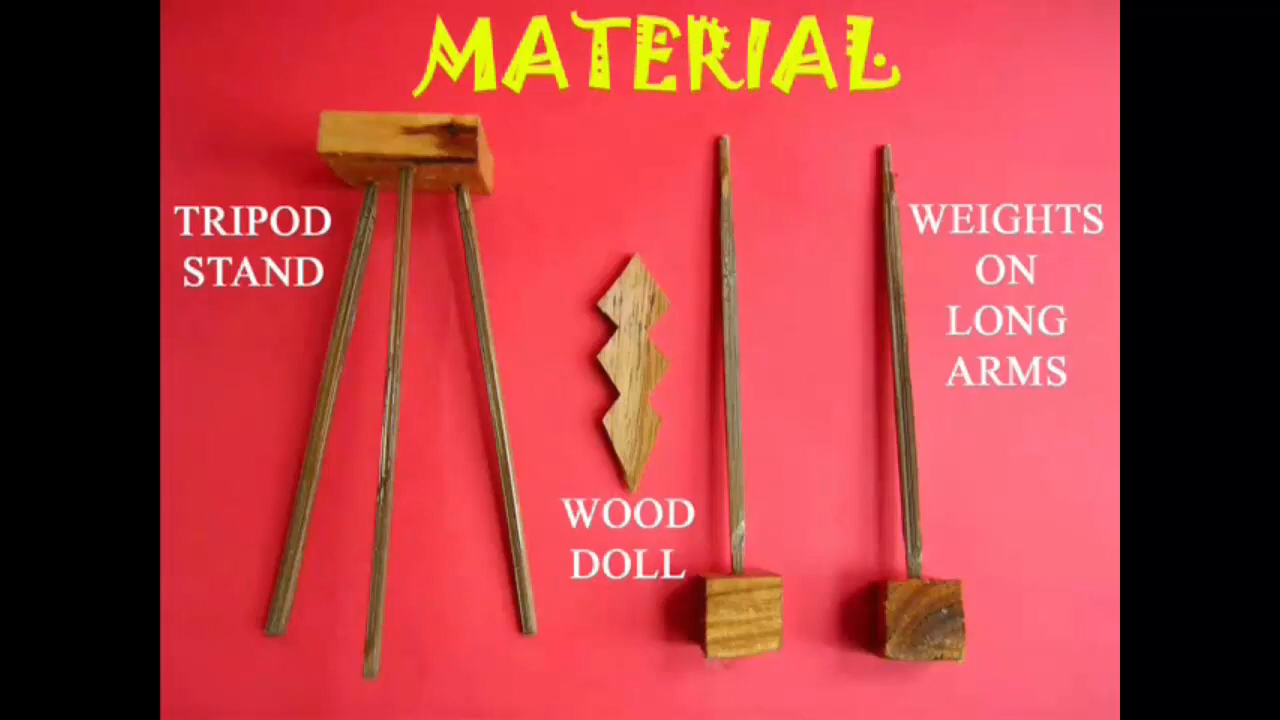 MATERIAL
TRIPOD
STAND
WEIGHTS
ON
LONG
ARMS
WOOD
DOLL